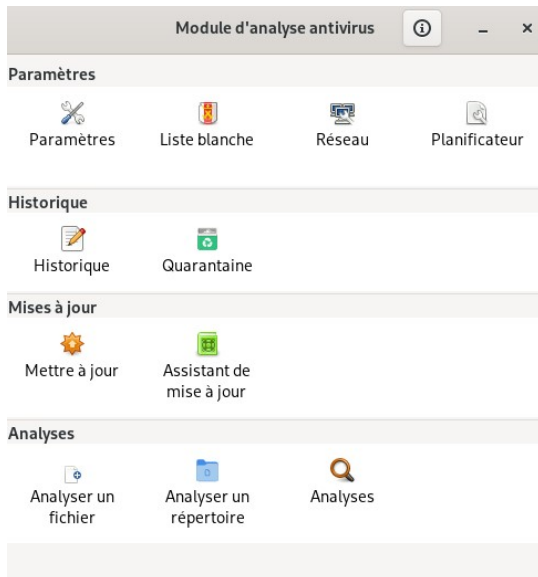 Module d'analyse antivirus
Paramètres
Paramètres
Liste blanche
Réseau
Planificateur
Historique
Historique
Quarantaine
Mises à jour
Mettre à jour
Assistant de
mise à jour
Analyses
Analyser un
fichier
Analyser un
répertoire
Analyses